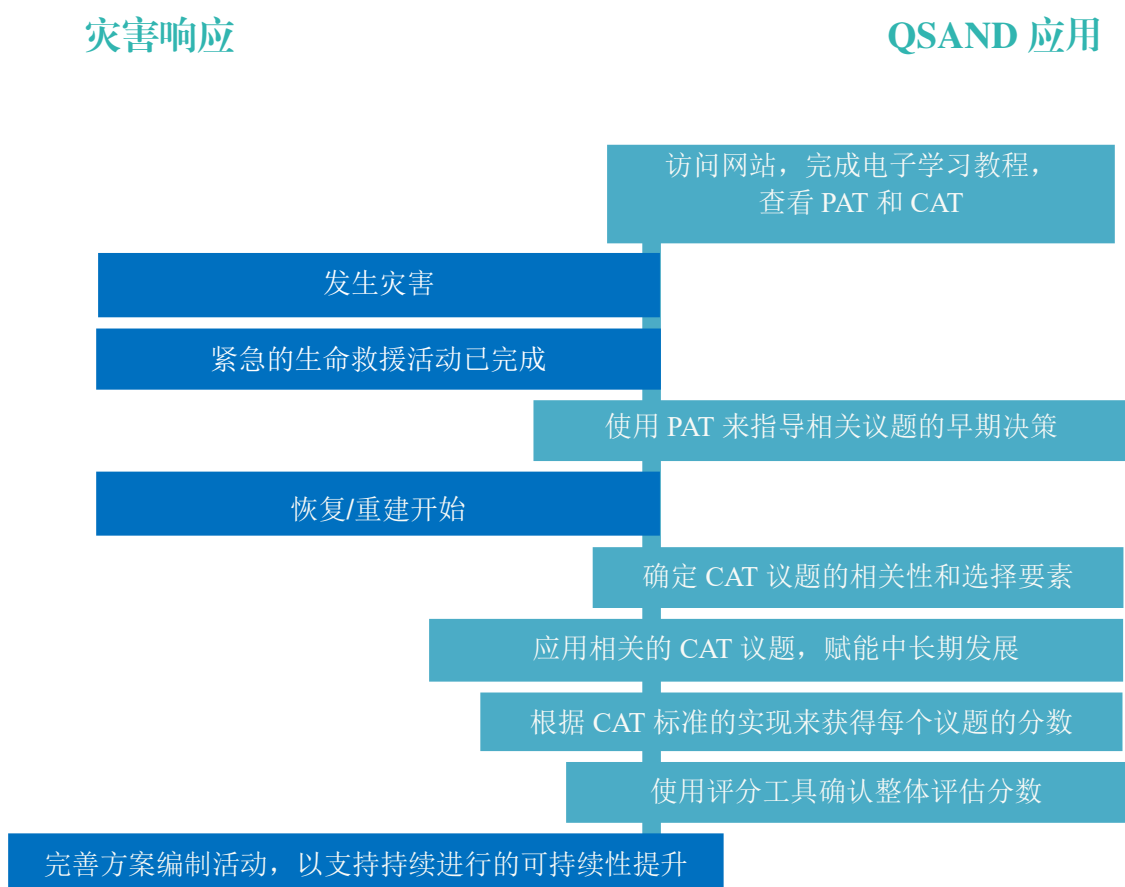 灾害响应
QSAND 应用
访问网站，完成电子学习教程，
查看 PAT 和 CAT
发生灾害
紧急的生命救援活动已完成
使用 PAT 来指导相关议题的早期决策
恢复/重建开始
确定 CAT 议题的相关性和选择要素
应用相关的 CAT 议题，赋能中长期发展
根据 CAT 标准的实现来获得每个议题的分数
使用评分工具确认整体评估分数
完善方案编制活动，以支持持续进行的可持续性提升